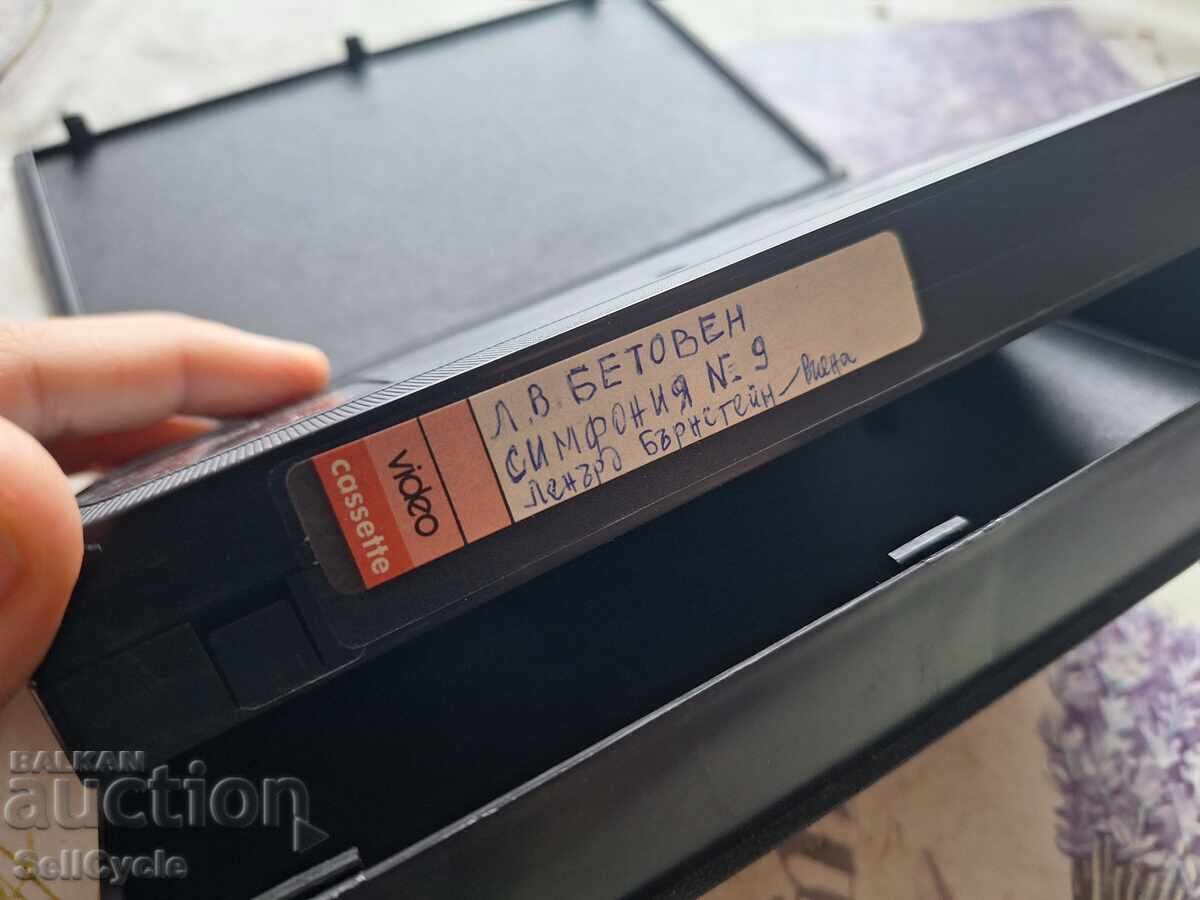 Л.В. БЕТОВЕН
СИМФОНИЯ № 9
Ленърд Бърнстейн – Виена
video
cassette
BALKAN
auction
SellCycle